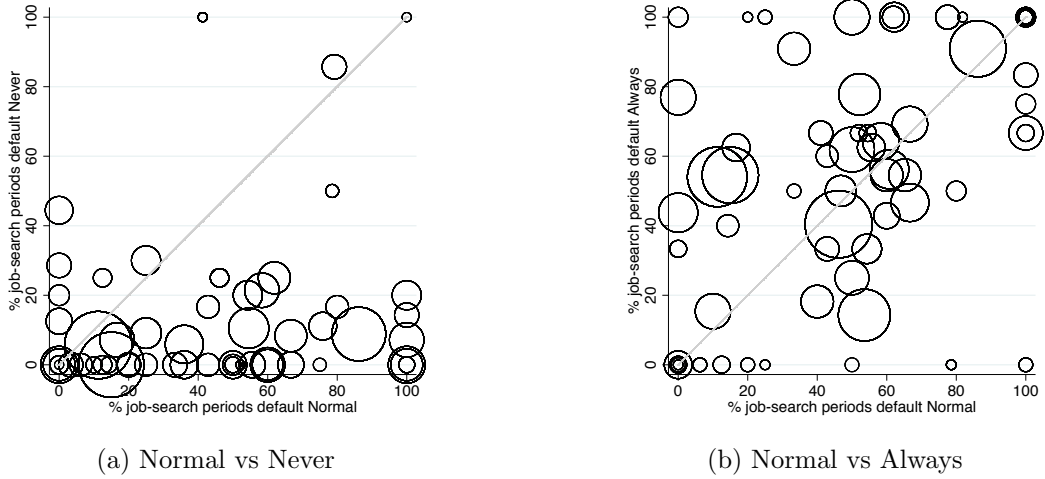 % job-search periods default Never
100
80
60
40
20
0
0 20 40 60 80 100
% job-search periods default Normal
% job-search periods default Always
100
80
60
40
20
0
0 20 40 60 80 100
% job-search periods default Normal
(a) Normal vs Never
(b) Normal vs Always